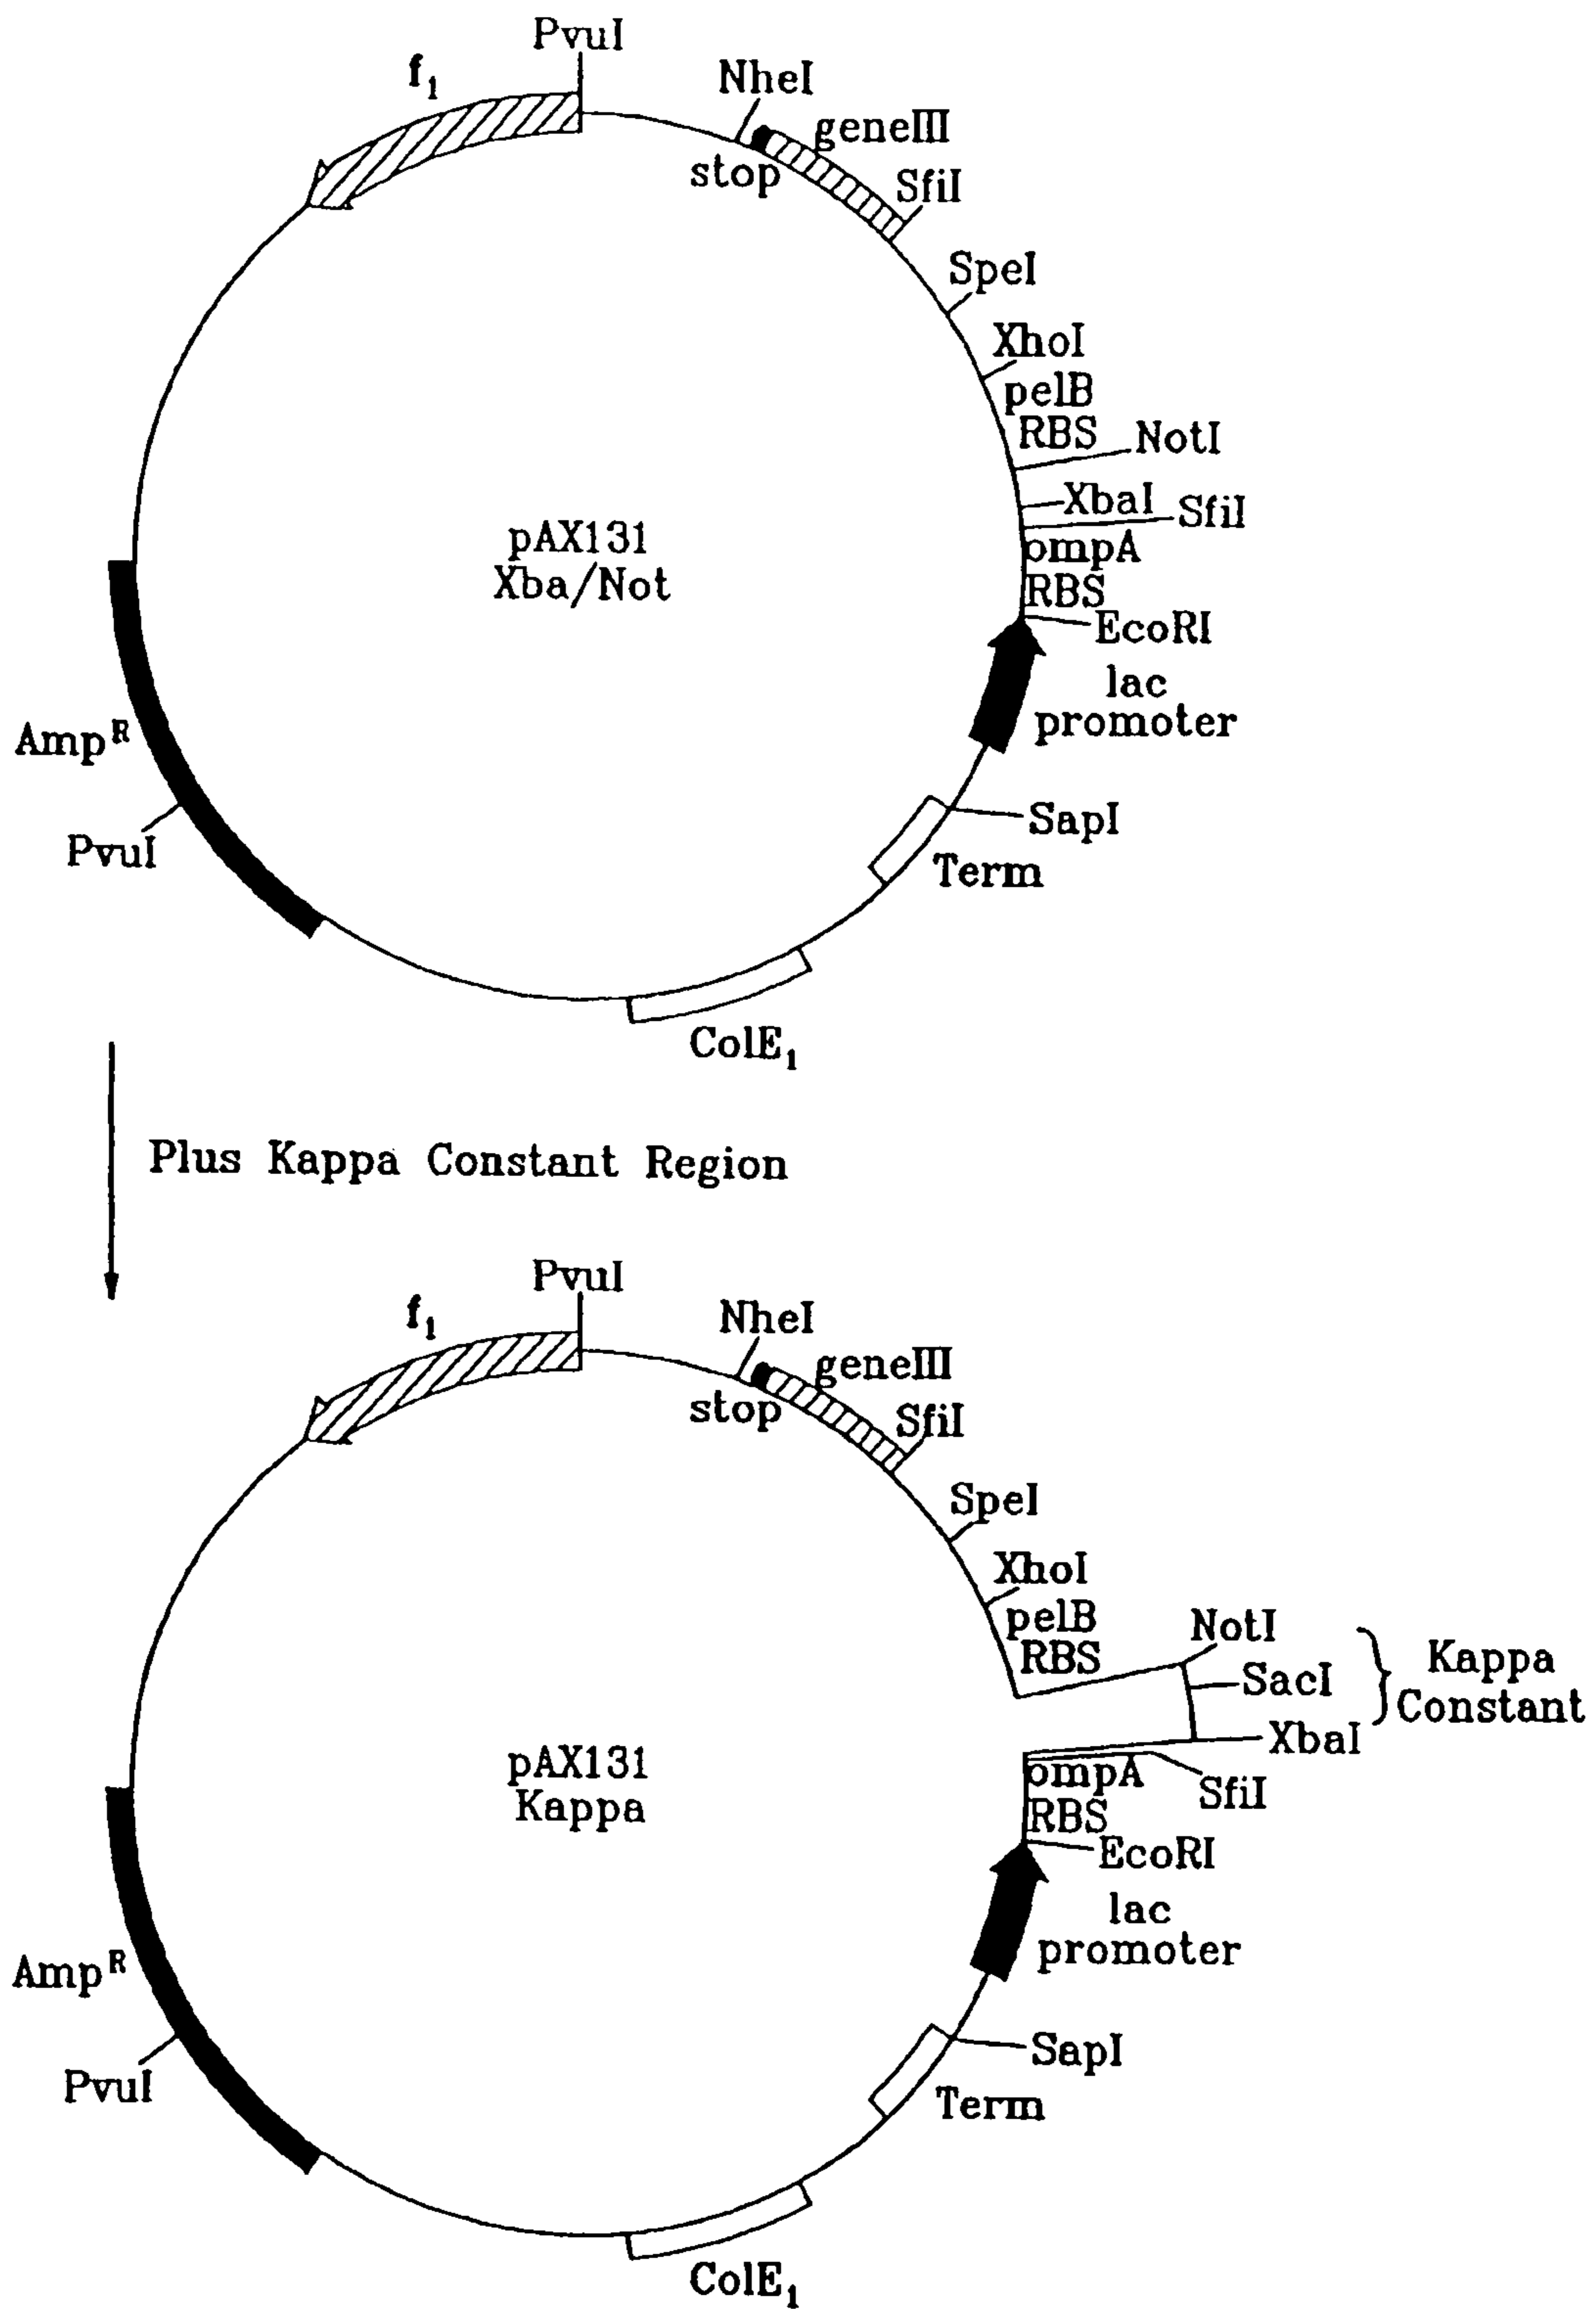 PvuI
f1
NheI
geneIII
stop
SfiI
SpeI
XhoI
pelB
RBS
NotI
XbaI
SfiI
pAX131
Xba/Not
ompA
RBS
EcoRI
lac
promoter
AmpR
SapI
PvuI
Term
ColE1
Plus Kappa Constant Region
PvuI
f1
NheI
geneIII
stop
SfiI
SpeI
XhoI
pelB
RBS
NotI
SacI
Kappa
Constant
XbaI
pAX131
Kappa
ompA
SfiI
RBS
EcoRI
lac
promoter
AmpR
SapI
PvuI
Term
ColE1